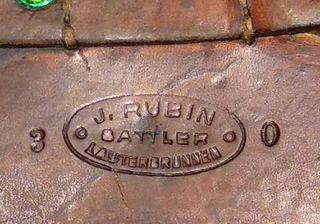 J. RUBIN
3 SATTLER 0
LAUTERBRUNNEN